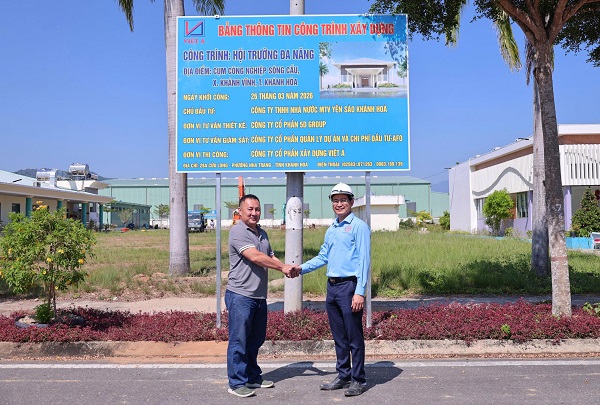 VIỆT A
BẢNG THÔNG TIN CÔNG TRÌNH XÂY DỰNG
CÔNG TRÌNH: HỘI TRƯỜNG ĐA NĂNG
ĐỊA ĐIỂM: CỤM CÔNG NGHIỆP SÔNG CẦU,
X. KHÁNH VĨNH, T. KHÁNH HÒA
NGÀY KHỞI CÔNG: 26 THÁNG 03 NĂM 2026
CHỦ ĐẦU TƯ: CÔNG TY TNHH NHÀ NƯỚC MTV YẾN SÀO KHÁNH HÒA
ĐƠN VỊ TƯ VẤN THIẾT KẾ: CÔNG TY CỔ PHẦN 5D GROUP
ĐƠN VỊ TƯ VẤN GIÁM SÁT: CÔNG TY CỔ PHẦN QUẢN LÝ DỰ ÁN VÀ CHI PHÍ ĐẦU TƯ-AFO
ĐƠN VỊ THI CÔNG: CÔNG TY CỔ PHẦN XÂY DỰNG VIỆT A